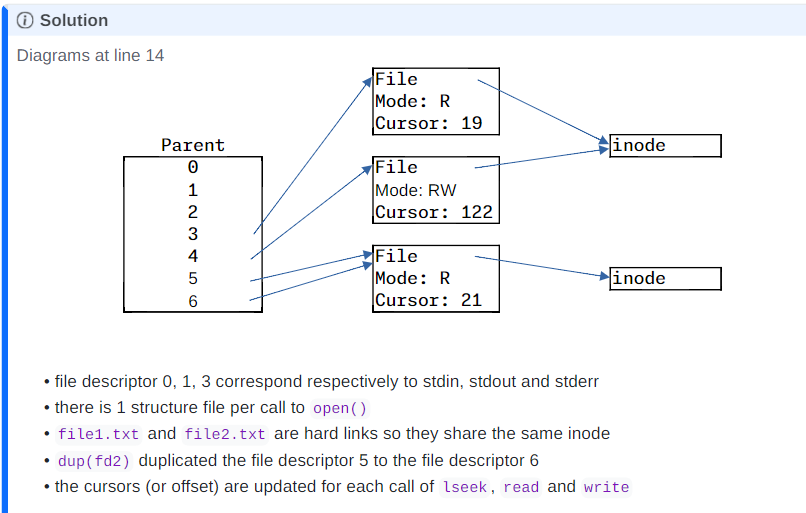 Solution
Diagrams at line 14
File
Mode: R
Cursor: 19
Parent
inode
0
File
1
Mode: RW
2
Cursor: 122
3
4
File
5
Mode: R
inode
6
Cursor: 21
• file descriptor 0, 1, 3 correspond respectively to stdin, stdout and stderr
• there is 1 structure file per call to open()
• file1.txt and file2.txt are hard links so they share the same inode
• dup(fd2) duplicated the file descriptor 5 to the file descriptor 6
• the cursors (or offset) are updated for each call of lseek, read and write